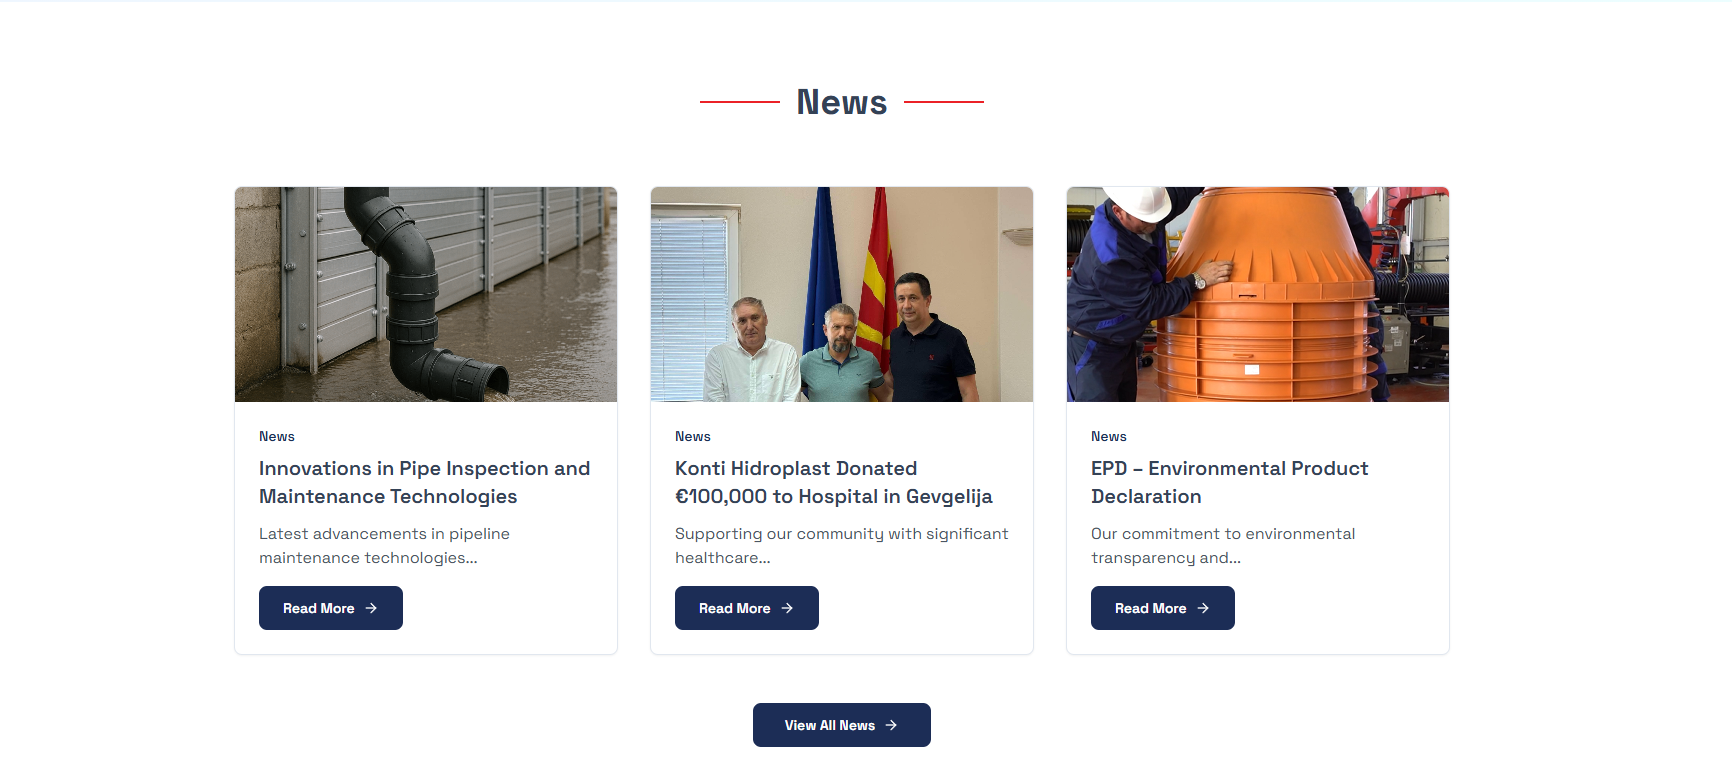 News
News
Innovations in Pipe Inspection and
Maintenance Technologies
Latest advancements in pipeline
maintenance technologies...
Read More
News
Konti Hidroplast Donated
€100,000 to Hospital in Gevgelija
Supporting our community with significant
healthcare...
Read More
News
EPD – Environmental Product
Declaration
Our commitment to environmental
transparency and...
Read More
View All News